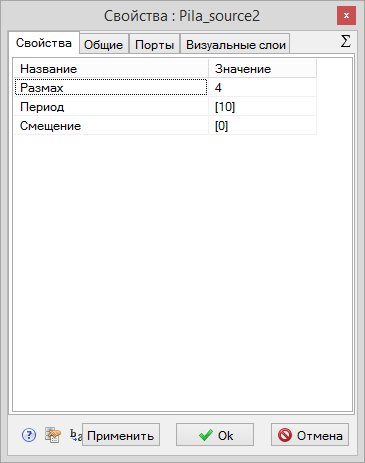 Свойства : Pila_source2
x
Свойства Общие Порты Визуальные слои Σ
Название Значение
Размах 4
Период [10]
Смещение [0]
? Применить Ok Отмена